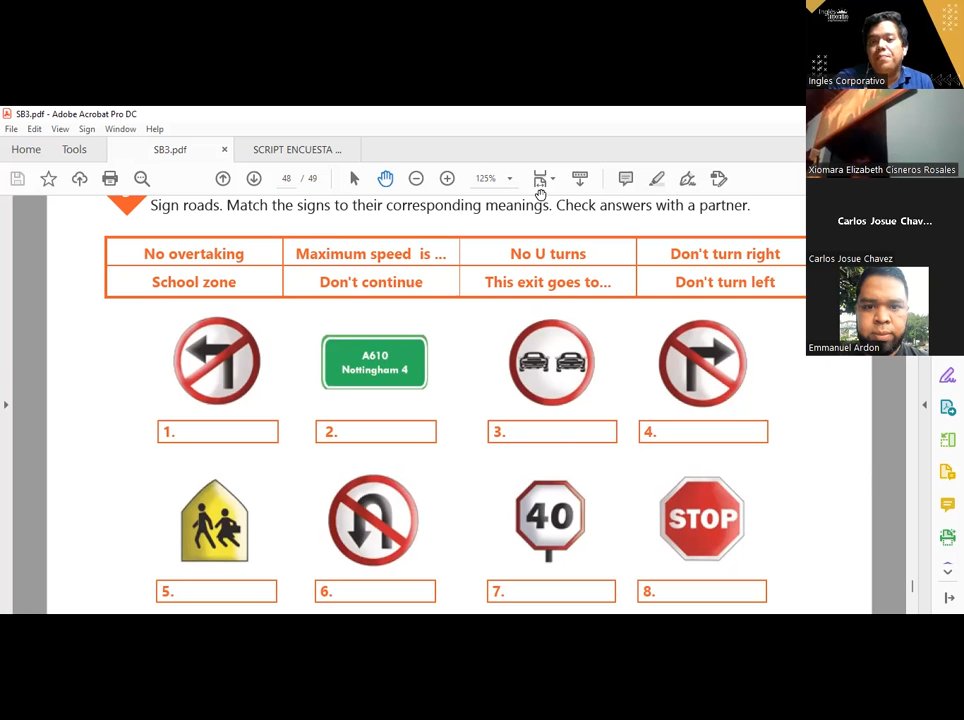 Ingles Corporativo
SB3.pdf - Adobe Acrobat Pro DC
File Edit View Sign Window Help
Home Tools SB3.pdf × SCRIPT ENCUESTA ...
48 / 49 125%
Xiomara Elizabeth Cisneros Rosales
Carlos Josue Chav...
Carlos Josue Chavez
Emmanuel Ardon
Sign roads. Match the signs to their corresponding meanings. Check answers with a partner.
No overtaking Maximum speed is ... No U turns Don't turn right
School zone Don't continue This exit goes to... Don't turn left
A610
Nottingham 4
1. 2. 3. 4.
40 STOP
5. 6. 7. 8.